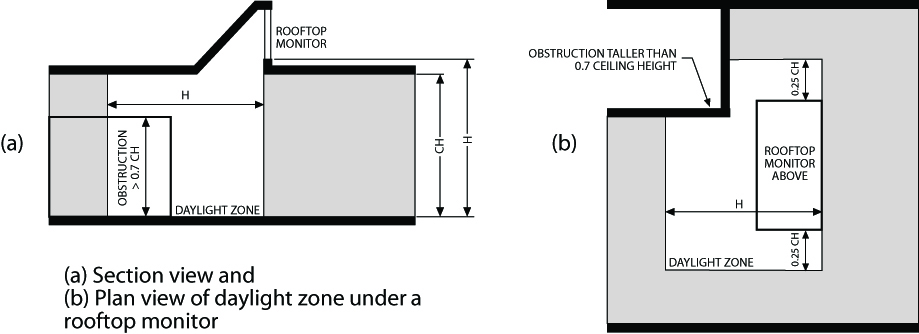 ROOFTOP
MONITOR
H
(a)
OBSTRUCTION
> 0.7 CH
CH
H
DAYLIGHT ZONE
(a) Section view and
(b) Plan view of daylight zone under a
rooftop monitor
OBSTRUCTION TALLER THAN
0.7 CEILING HEIGHT
0.25 CH
(b)
ROOFTOP
MONITOR
ABOVE
H
0.25 CH
DAYLIGHT ZONE